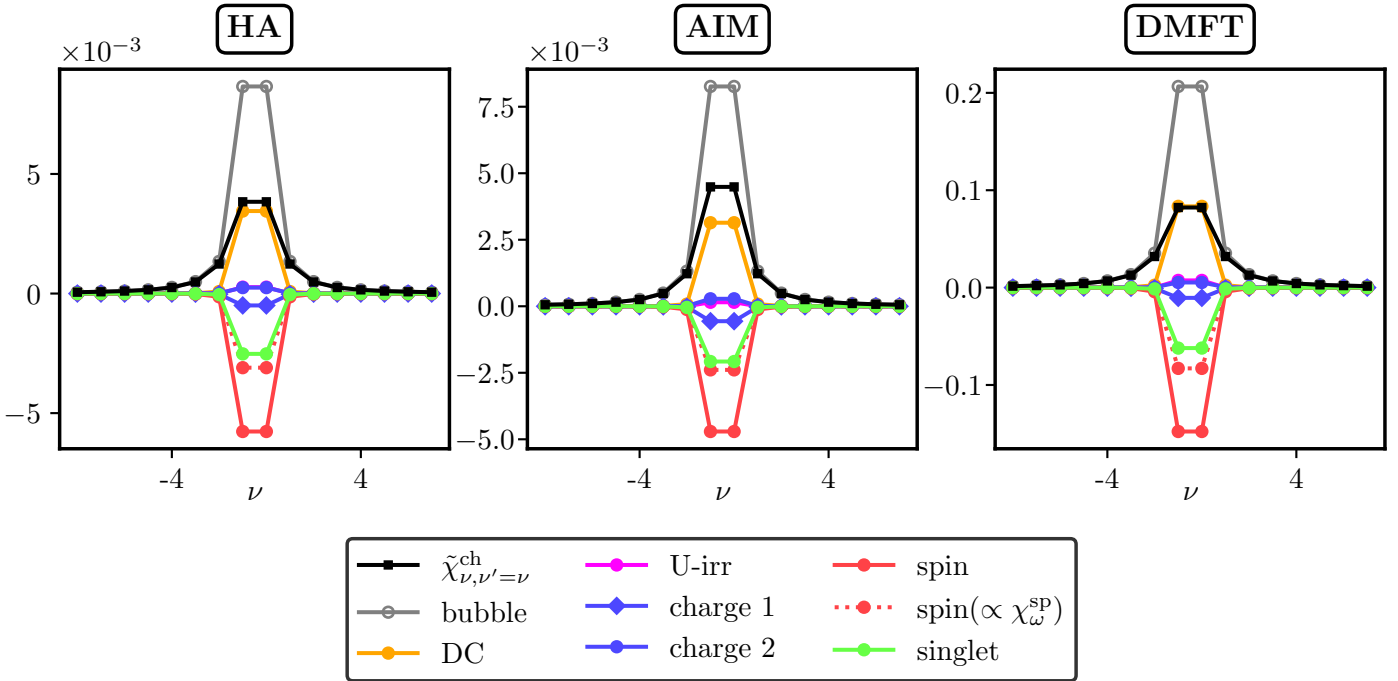 HA
AIM
DMFT
×10⁻³
×10⁻³
5
0
−5
-4
4
ν
7.5
5.0
2.5
0.0
−2.5
−5.0
-4
4
ν
0.2
0.1
0.0
−0.1
-4
4
ν
χ̃^ch_ν,ν′=ν
bubble
DC
U-irr
charge 1
charge 2
spin
spin(∝ χ^sp_ω)
singlet